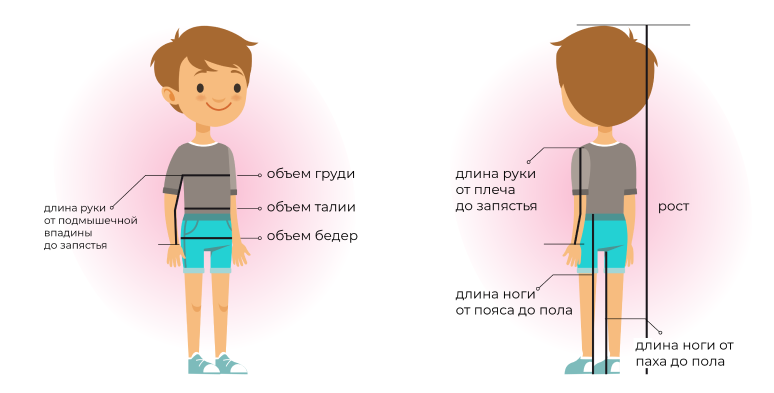 объем груди
объем талии
объем бедер
длина руки
от подмышечной
впадины
до запястья
длина руки
от плеча
до запястья
рост
длина ноги
от пояса до пола
длина ноги от
паха до пола